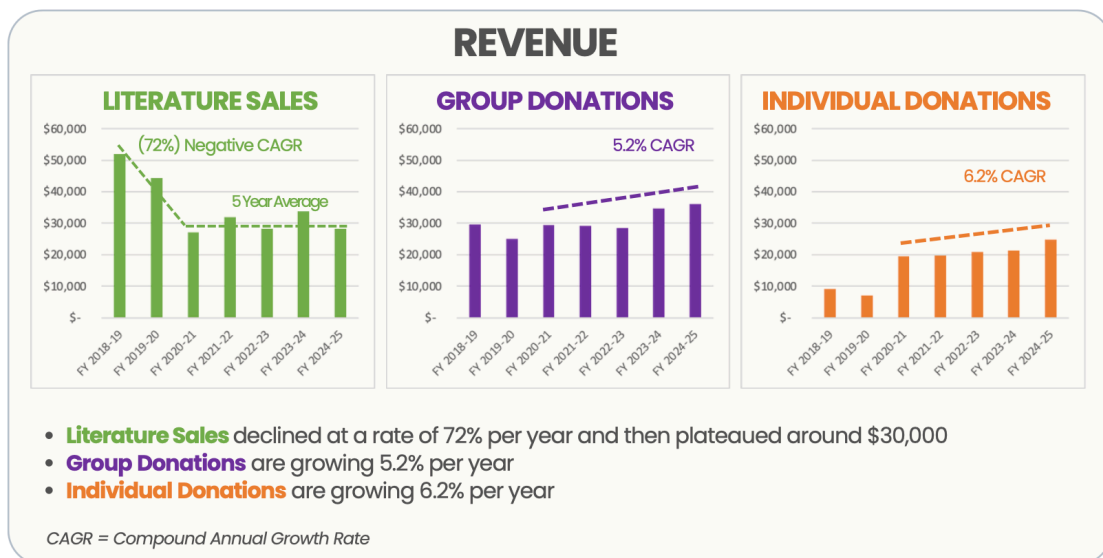 REVENUE
LITERATURE SALES
$60,000
$50,000
$40,000
$30,000
$20,000
$10,000
$-
(72%) Negative CAGR
5 Year Average
FY 2018-19
FY 2019-20
FY 2020-21
FY 2021-22
FY 2022-23
FY 2023-24
FY 2024-25
GROUP DONATIONS
$60,000
$50,000
$40,000
$30,000
$20,000
$10,000
$-
5.2% CAGR
FY 2018-19
FY 2019-20
FY 2020-21
FY 2021-22
FY 2022-23
FY 2023-24
FY 2024-25
INDIVIDUAL DONATIONS
$60,000
$50,000
$40,000
$30,000
$20,000
$10,000
$-
6.2% CAGR
FY 2018-19
FY 2019-20
FY 2020-21
FY 2021-22
FY 2022-23
FY 2023-24
FY 2024-25
• Literature Sales declined at a rate of 72% per year and then plateaued around $30,000
• Group Donations are growing 5.2% per year
• Individual Donations are growing 6.2% per year
CAGR = Compound Annual Growth Rate